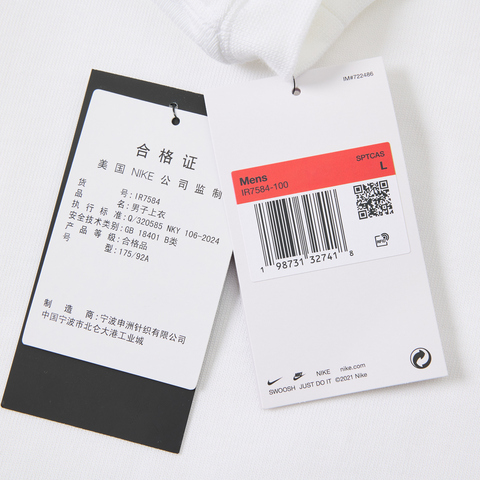 合格证
美国 NIKE 公司监制
货号:IR7584
品名:男子上衣
执行标准:Q/320585 NKY 106-2024
安全技术类别:GB 18401 B类
产品等级:合格品
号型:175/92A
制造商:宁波申洲针织有限公司
中国宁波市北仑大港工业城
IM#722486
SPTCAS
Mens
L
IR7584-100
1 98731 32741 8
RFID
NIKE nike.com
SWOOSH JUST DO IT ©2021 NIKE